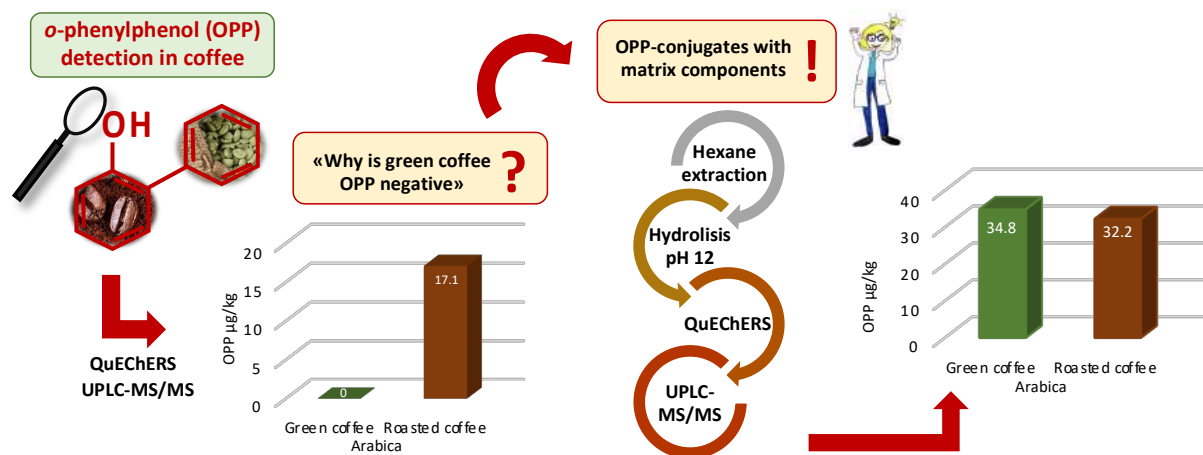 o-phenylphenol (OPP)
detection in coffee
OH
QuEChERS
UPLC-MS/MS
«Why is green coffee
OPP negative»
?
OPP µg/kg
20
15
10
5
0
0
17.1
Green coffee Roasted coffee
Arabica
OPP-conjugates with
matrix components
!
Hexane
extraction
Hydrolisis
pH 12
QuEChERS
UPLC-
MS/MS
OPP µg/kg
40
30
20
10
0
34.8
32.2
Green coffee Roasted coffee
Arabica